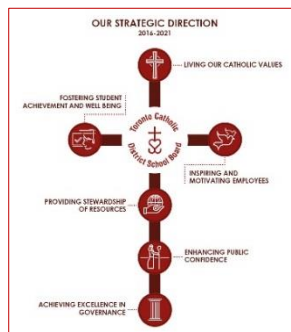 OUR STRATEGIC DIRECTION
2016-2021
LIVING OUR CATHOLIC VALUES
FOSTERING STUDENT
ACHIEVEMENT AND WELL BEING
Toronto Catholic
District School Board
INSPIRING AND
MOTIVATING EMPLOYEES
PROVIDING STEWARDSHIP
OF RESOURCES
ENHANCING PUBLIC
CONFIDENCE
ACHIEVING EXCELLENCE IN
GOVERNANCE